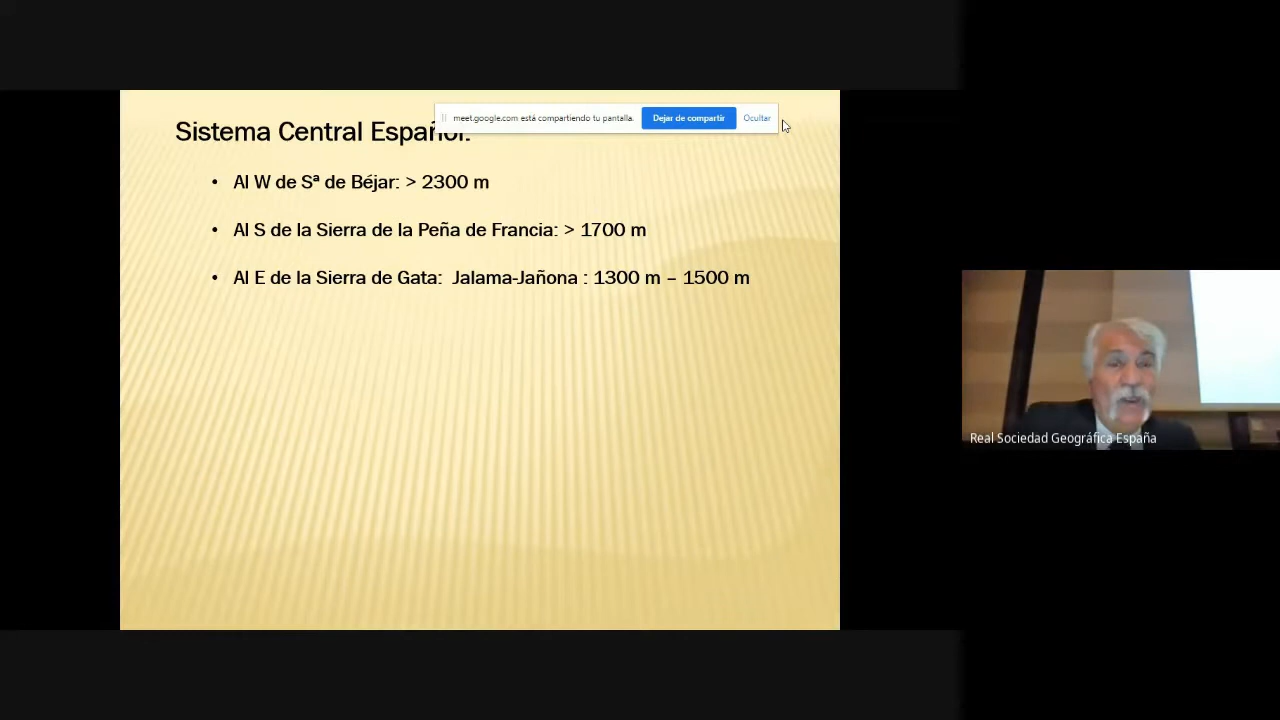 meet.google.com está compartiendo tu pantalla.
Dejar de compartir
Ocultar
Sistema Central Español:
• Al W de Sª de Béjar: > 2300 m
• Al S de la Sierra de la Peña de Francia: > 1700 m
• Al E de la Sierra de Gata: Jalama-Jañona : 1300 m – 1500 m
Real Sociedad Geográfica España